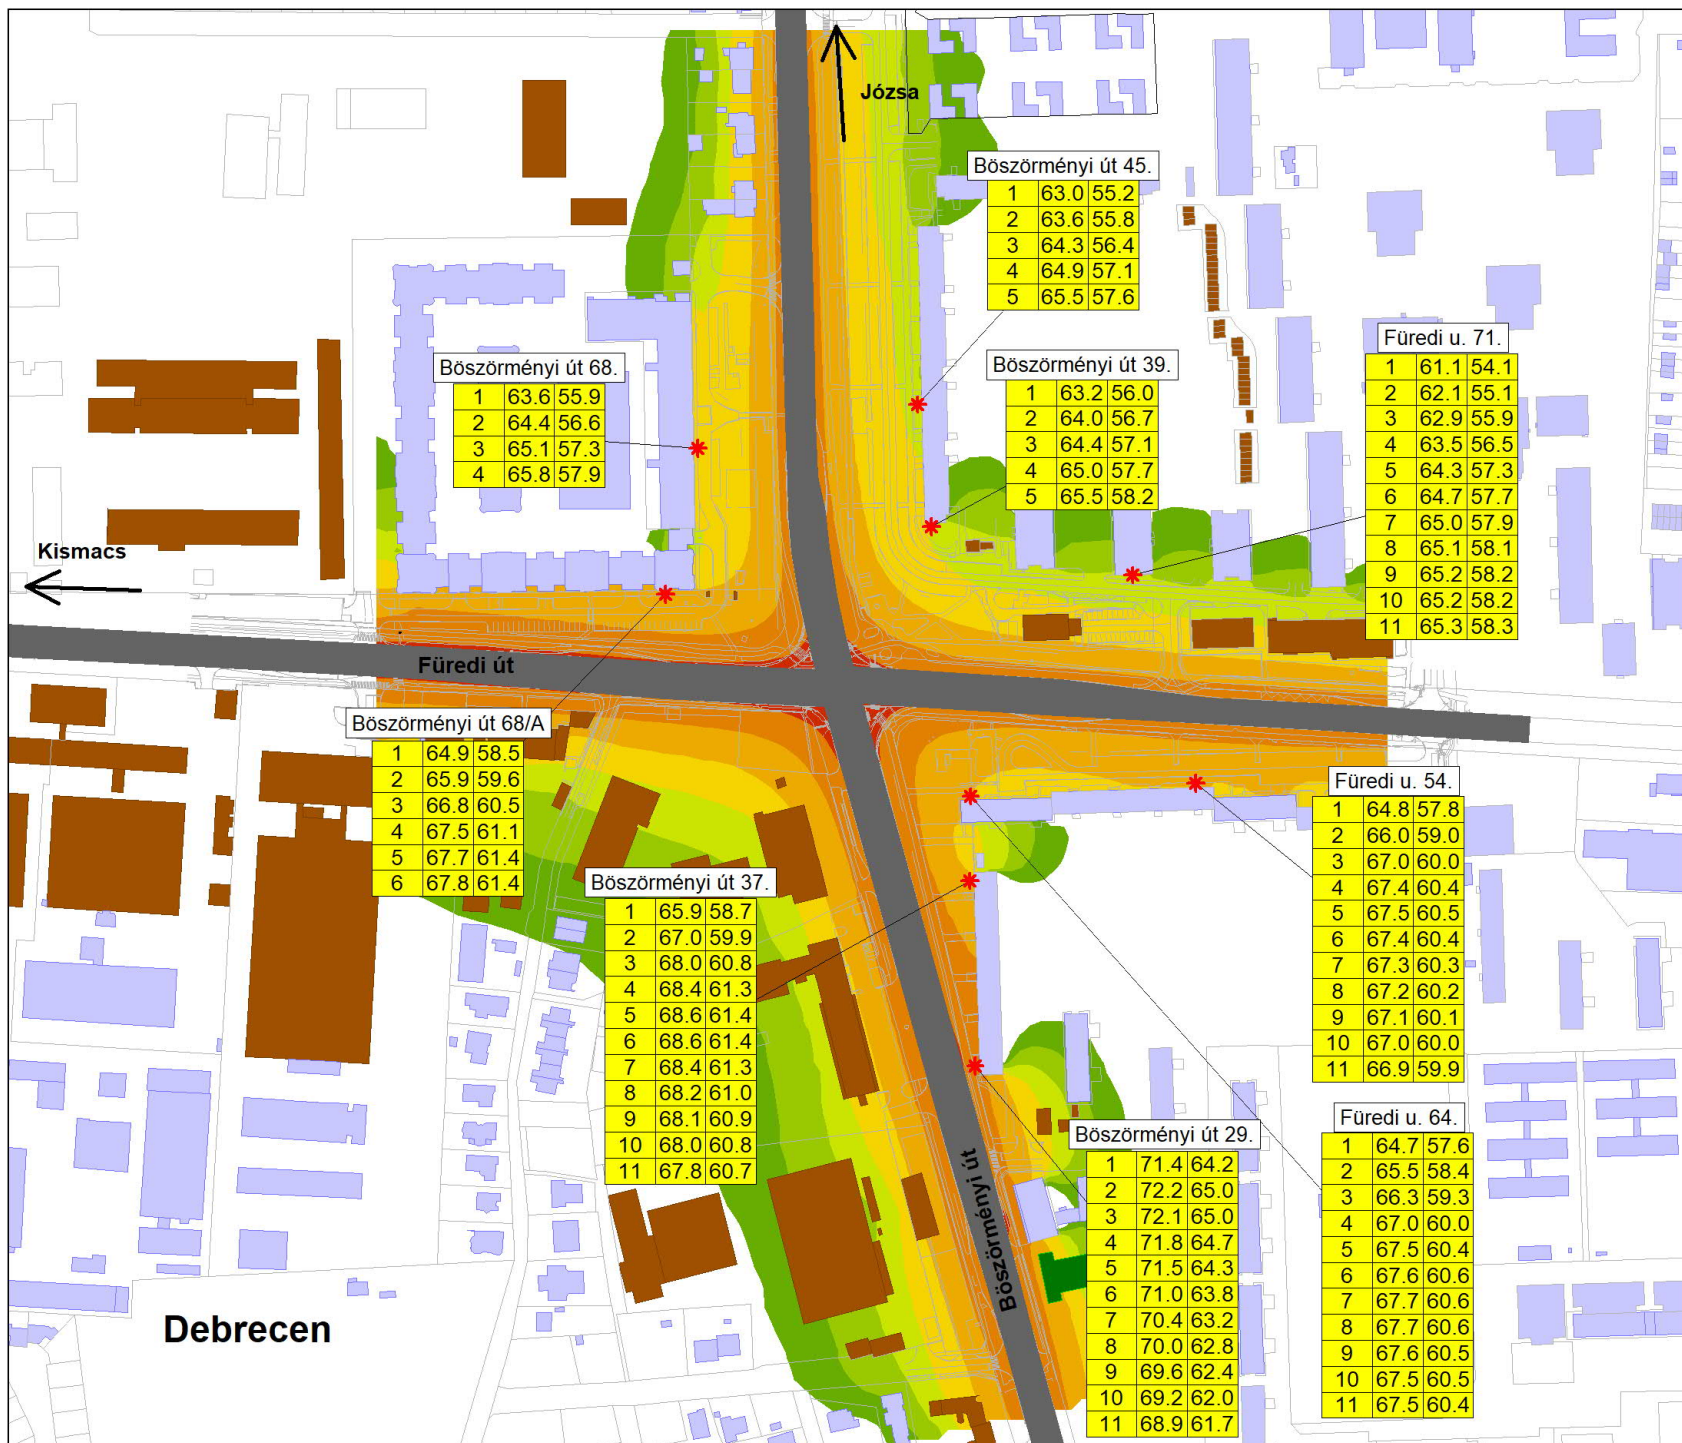 Józsa
Böszörményi út 45.
1 63.0 55.2
2 63.6 55.8
3 64.3 56.4
4 64.9 57.1
5 65.5 57.6
Füredi u. 71.
1 61.1 54.1
2 62.1 55.1
3 62.9 55.9
4 63.5 56.5
5 64.3 57.3
6 64.7 57.7
7 65.0 57.9
8 65.1 58.1
9 65.2 58.2
10 65.2 58.2
11 65.3 58.3
Böszörményi út 68.
1 63.6 55.9
2 64.4 56.6
3 65.1 57.3
4 65.8 57.9
Böszörményi út 39.
1 63.2 56.0
2 64.0 56.7
3 64.4 57.1
4 65.0 57.7
5 65.5 58.2
Kismacs
Füredi út
Böszörményi út 68/A
1 64.9 58.5
2 65.9 59.6
3 66.8 60.5
4 67.5 61.1
5 67.7 61.4
6 67.8 61.4
Füredi u. 54.
1 64.8 57.8
2 66.0 59.0
3 67.0 60.0
4 67.4 60.4
5 67.5 60.5
6 67.4 60.4
7 67.3 60.3
8 67.2 60.2
9 67.1 60.1
10 67.0 60.0
11 66.9 59.9
Böszörményi út 37.
1 65.9 58.7
2 67.0 59.9
3 68.0 60.8
4 68.4 61.3
5 68.6 61.4
6 68.6 61.4
7 68.4 61.3
8 68.2 61.0
9 68.1 60.9
10 68.0 60.8
11 67.8 60.7
Füredi u. 64.
1 64.7 57.6
2 65.5 58.4
3 66.3 59.3
4 67.0 60.0
5 67.5 60.4
6 67.6 60.6
7 67.7 60.6
8 67.7 60.6
9 67.6 60.5
10 67.5 60.5
11 67.5 60.4
Böszörményi út 29.
1 71.4 64.2
2 72.2 65.0
3 72.1 65.0
4 71.8 64.7
5 71.5 64.3
6 71.0 63.8
7 70.4 63.2
8 70.0 62.8
9 69.6 62.4
10 69.2 62.0
11 68.9 61.7
Böszörményi út
Debrecen